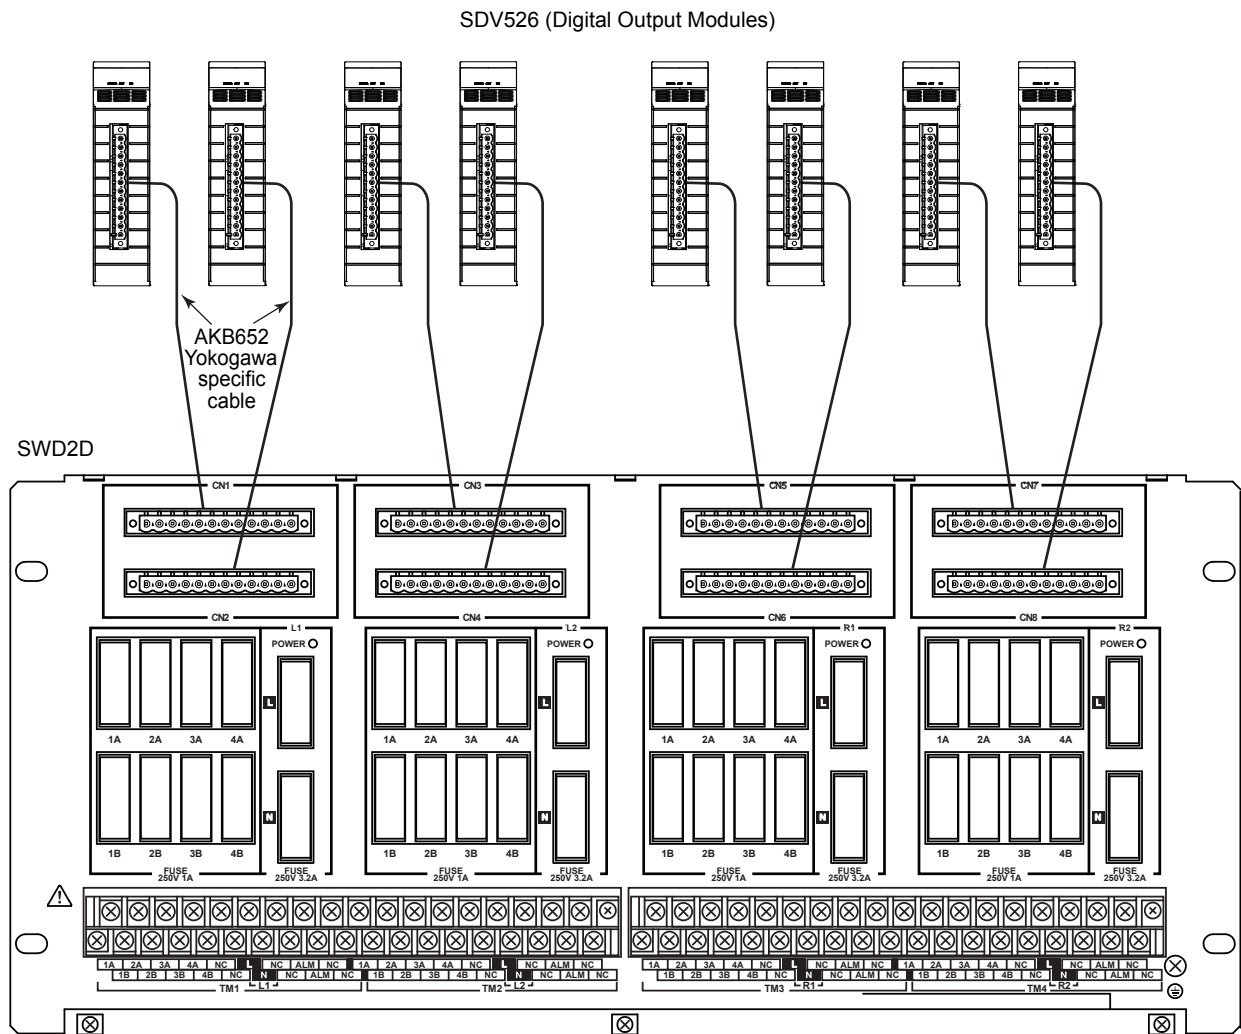 SDV526 (Digital Output Modules)
AKB652
Yokogawa
specific
cable
SWD2D
CN1 CN3 CN5 CN7
CN2 CN4 CN6 CN8
L1 L2 R1 R2
POWER POWER POWER POWER
L L L L
1A 2A 3A 4A 1A 2A 3A 4A 1A 2A 3A 4A 1A 2A 3A 4A
N N N N
1B 2B 3B 4B 1B 2B 3B 4B 1B 2B 3B 4B 1B 2B 3B 4B
FUSE FUSE FUSE FUSE FUSE FUSE FUSE FUSE
250V 1A 250V 3.2A 250V 1A 250V 3.2A 250V 1A 250V 3.2A 250V 1A 250V 3.2A
1A 2A 3A 4A NC L NC ALM NC 1A 2A 3A 4A NC L NC ALM NC 1A 2A 3A 4A NC L NC ALM NC 1A 2A 3A 4A NC L NC ALM NC
1B 2B 3B 4B NC N NC ALM NC 1B 2B 3B 4B NC N NC ALM NC 1B 2B 3B 4B NC N NC ALM NC 1B 2B 3B 4B NC N NC ALM NC
TM1 L1 TM2 L2 TM3 R1 TM4 R2